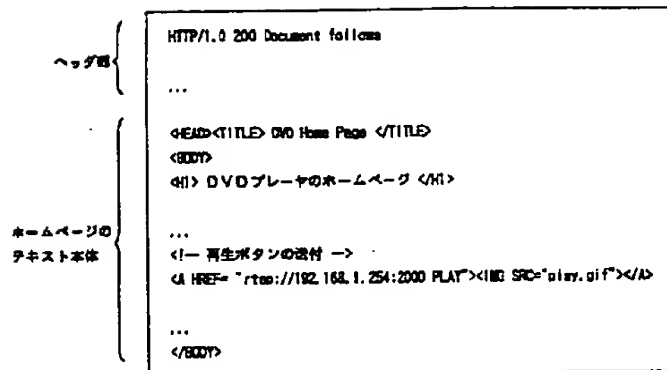 HTTP/1.0 200 Document follows
ヘッダ部
...
<HEAD><TITLE> DVD Home Page </TITLE>
<BODY>
<H1> DVDプレーヤのホームページ </H1>
ホームページの
テキスト本体
...
<!-- 再生ボタンの送付 -->
<A HREF= "rtsp://192.168.1.254:2000 PLAY"><IMG SRC="play.gif"></A>
...
</BODY>